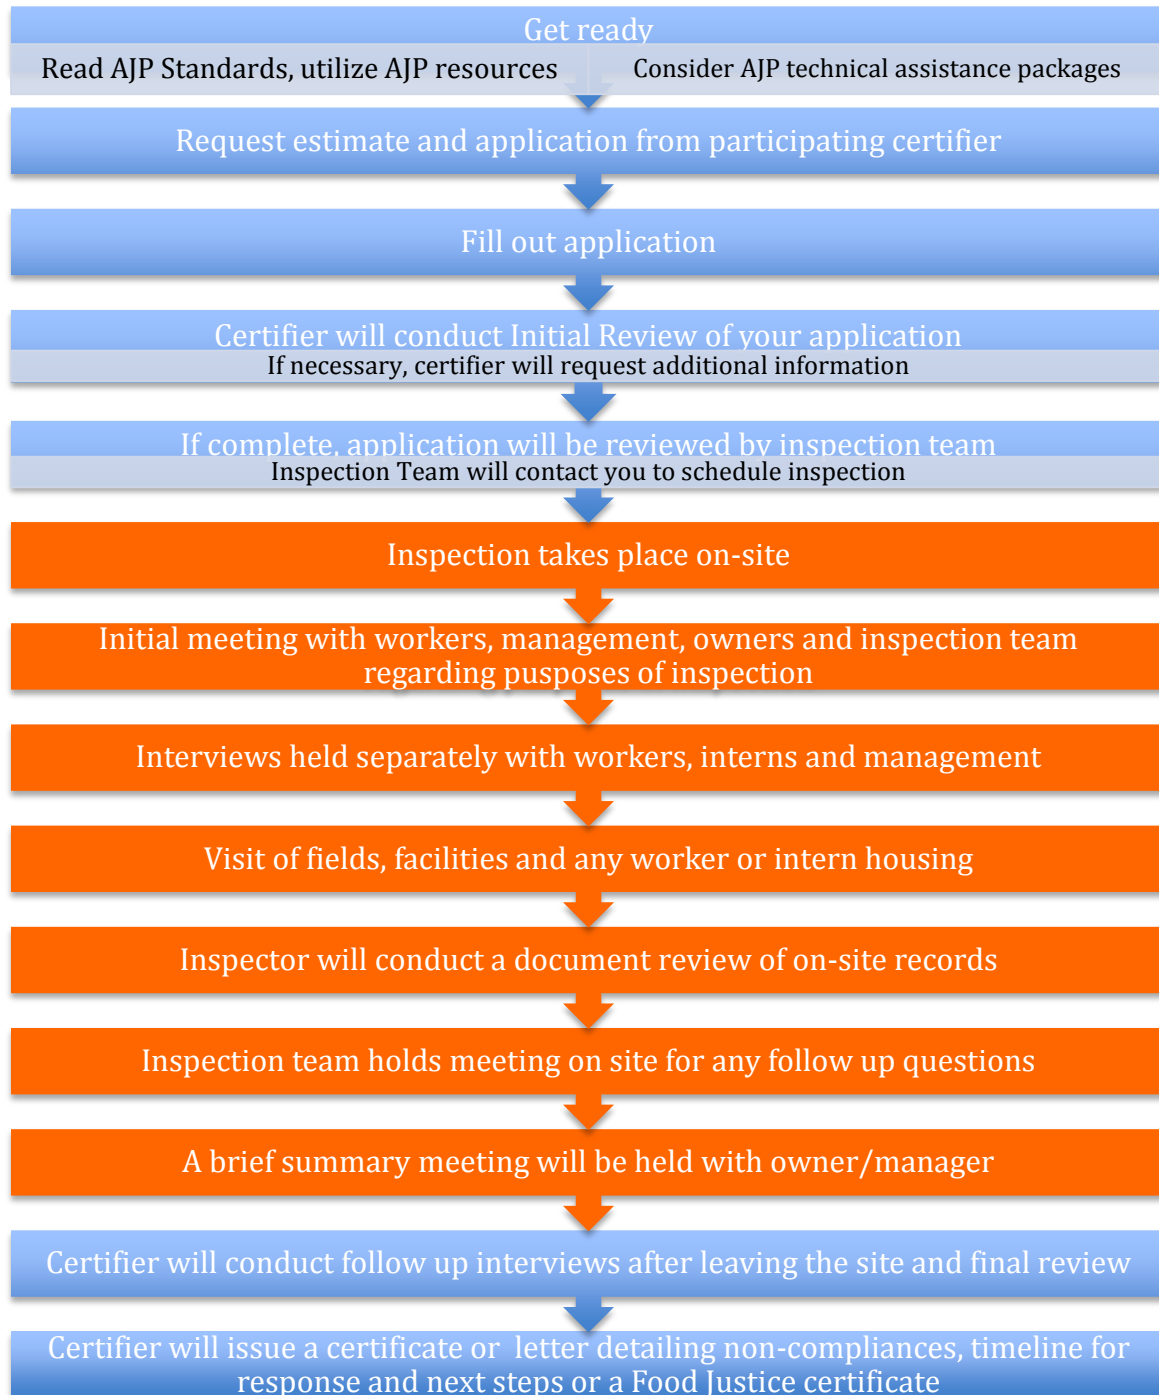 Get ready
Read AJP Standards, utilize AJP resources
Consider AJP technical assistance packages
Request estimate and application from participating certifier
Fill out application
Certifier will conduct Initial Review of your application
If necessary, certifier will request additional information
If complete, application will be reviewed by inspection team
Inspection Team will contact you to schedule inspection
Inspection takes place on-site
Initial meeting with workers, management, owners and inspection team
regarding pusposes of inspection
Interviews held separately with workers, interns and management
Visit of fields, facilities and any worker or intern housing
Inspector will conduct a document review of on-site records
Inspection team holds meeting on site for any follow up questions
A brief summary meeting will be held with owner/manager
Certifier will conduct follow up interviews after leaving the site and final review
Certifier will issue a certificate or letter detailing non-compliances, timeline for
response and next steps or a Food Justice certificate